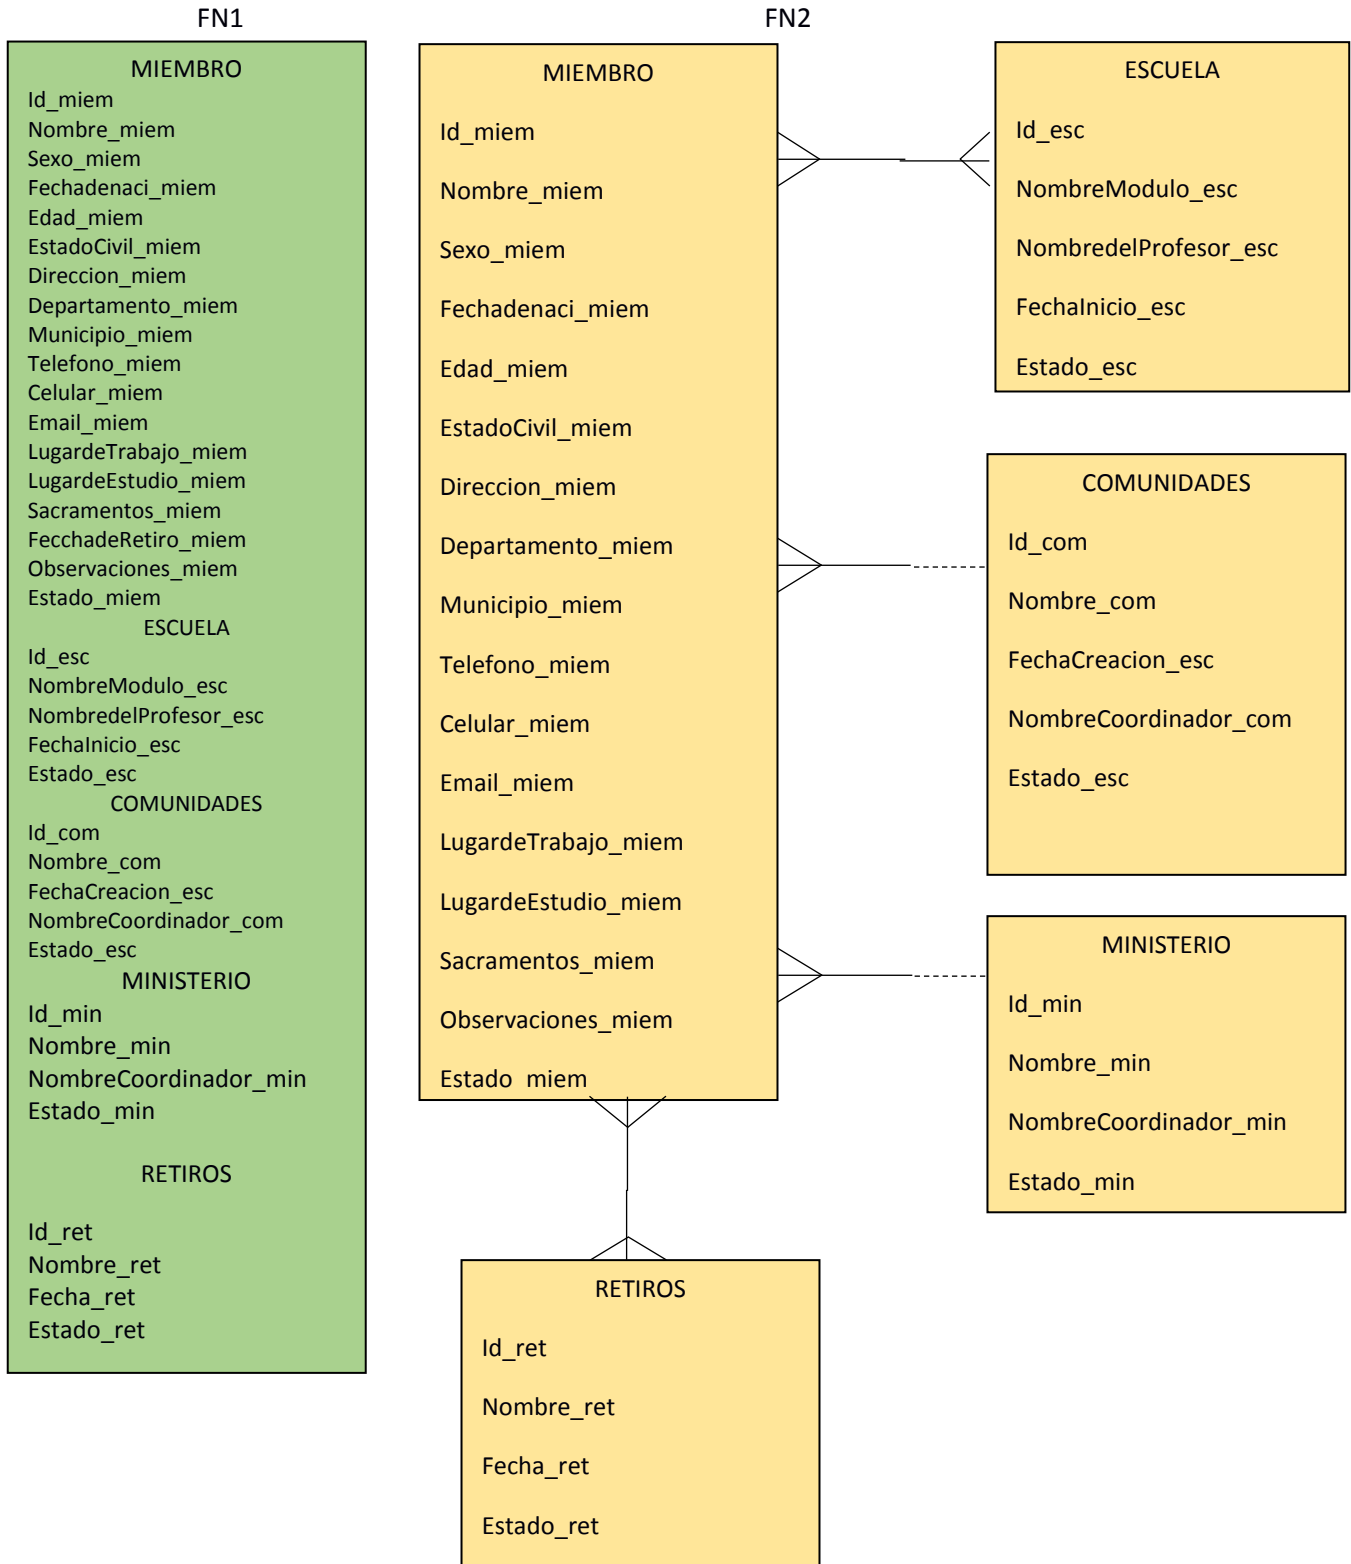 FN1
MIEMBRO
Id_miem
Nombre_miem
Sexo_miem
Fechadenaci_miem
Edad_miem
EstadoCivil_miem
Direccion_miem
Departamento_miem
Municipio_miem
Telefono_miem
Celular_miem
Email_miem
LugardeTrabajo_miem
LugardeEstudio_miem
Sacramentos_miem
FecchadeRetiro_miem
Observaciones_miem
Estado_miem
ESCUELA
Id_esc
NombreModulo_esc
NombredelProfesor_esc
FechaInicio_esc
Estado_esc
COMUNIDADES
Id_com
Nombre_com
FechaCreacion_esc
NombreCoordinador_com
Estado_esc
MINISTERIO
Id_min
Nombre_min
NombreCoordinador_min
Estado_min
RETIROS
Id_ret
Nombre_ret
Fecha_ret
Estado_ret
FN2
MIEMBRO
Id_miem
Nombre_miem
Sexo_miem
Fechadenaci_miem
Edad_miem
EstadoCivil_miem
Direccion_miem
Departamento_miem
Municipio_miem
Telefono_miem
Celular_miem
Email_miem
LugardeTrabajo_miem
LugardeEstudio_miem
Sacramentos_miem
Observaciones_miem
Estado_miem
ESCUELA
Id_esc
NombreModulo_esc
NombredelProfesor_esc
FechaInicio_esc
Estado_esc
COMUNIDADES
Id_com
Nombre_com
FechaCreacion_esc
NombreCoordinador_com
Estado_esc
MINISTERIO
Id_min
Nombre_min
NombreCoordinador_min
Estado_min
RETIROS
Id_ret
Nombre_ret
Fecha_ret
Estado_ret